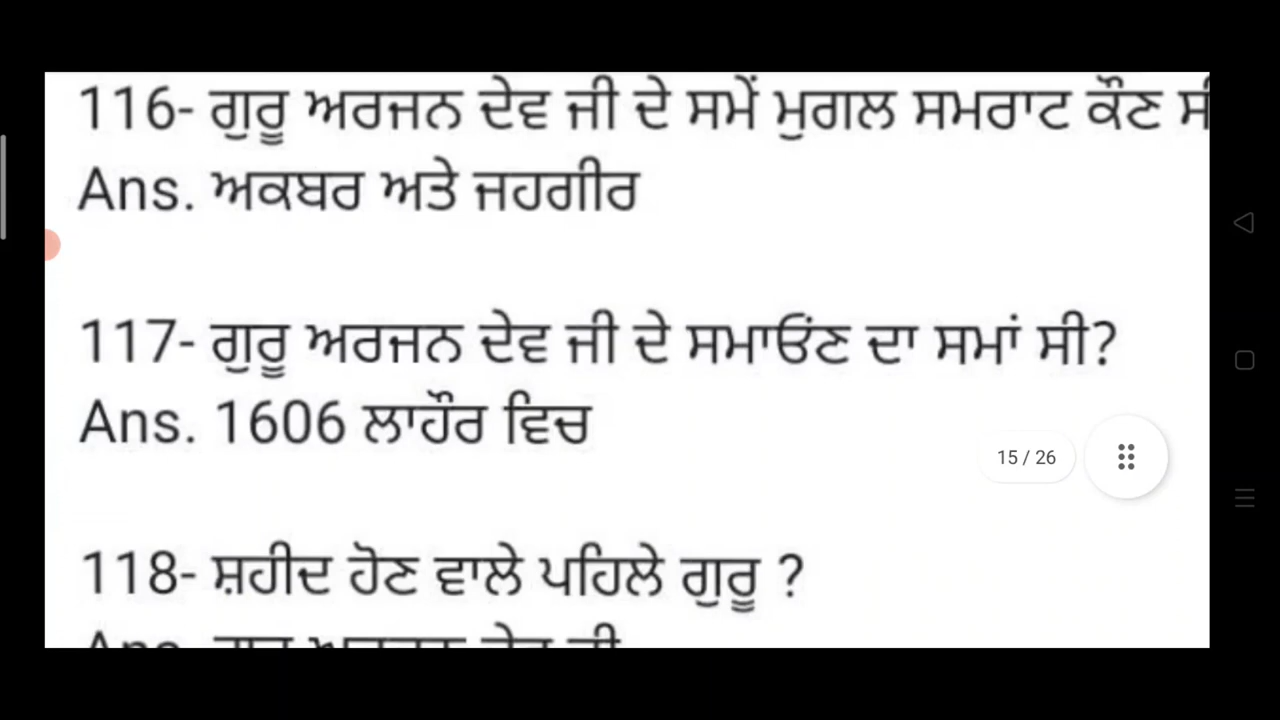 116- ਗੁਰੂ ਅਰਜਨ ਦੇਵ ਜੀ ਦੇ ਸਮੇਂ ਮੁਗਲ ਸਮਰਾਟ ਕੌਣ
Ans. ਅਕਬਰ ਅਤੇ ਜਹਗੀਰ
117- ਗੁਰੂ ਅਰਜਨ ਦੇਵ ਜੀ ਦੇ ਸਮਾਓਂਣ ਦਾ ਸਮਾਂ ਸੀ?
Ans. 1606 ਲਾਹੌਰ ਵਿਚ
15 / 26
118- ਸ਼ਹੀਦ ਹੋਣ ਵਾਲੇ ਪਹਿਲੇ ਗੁਰੂ ?